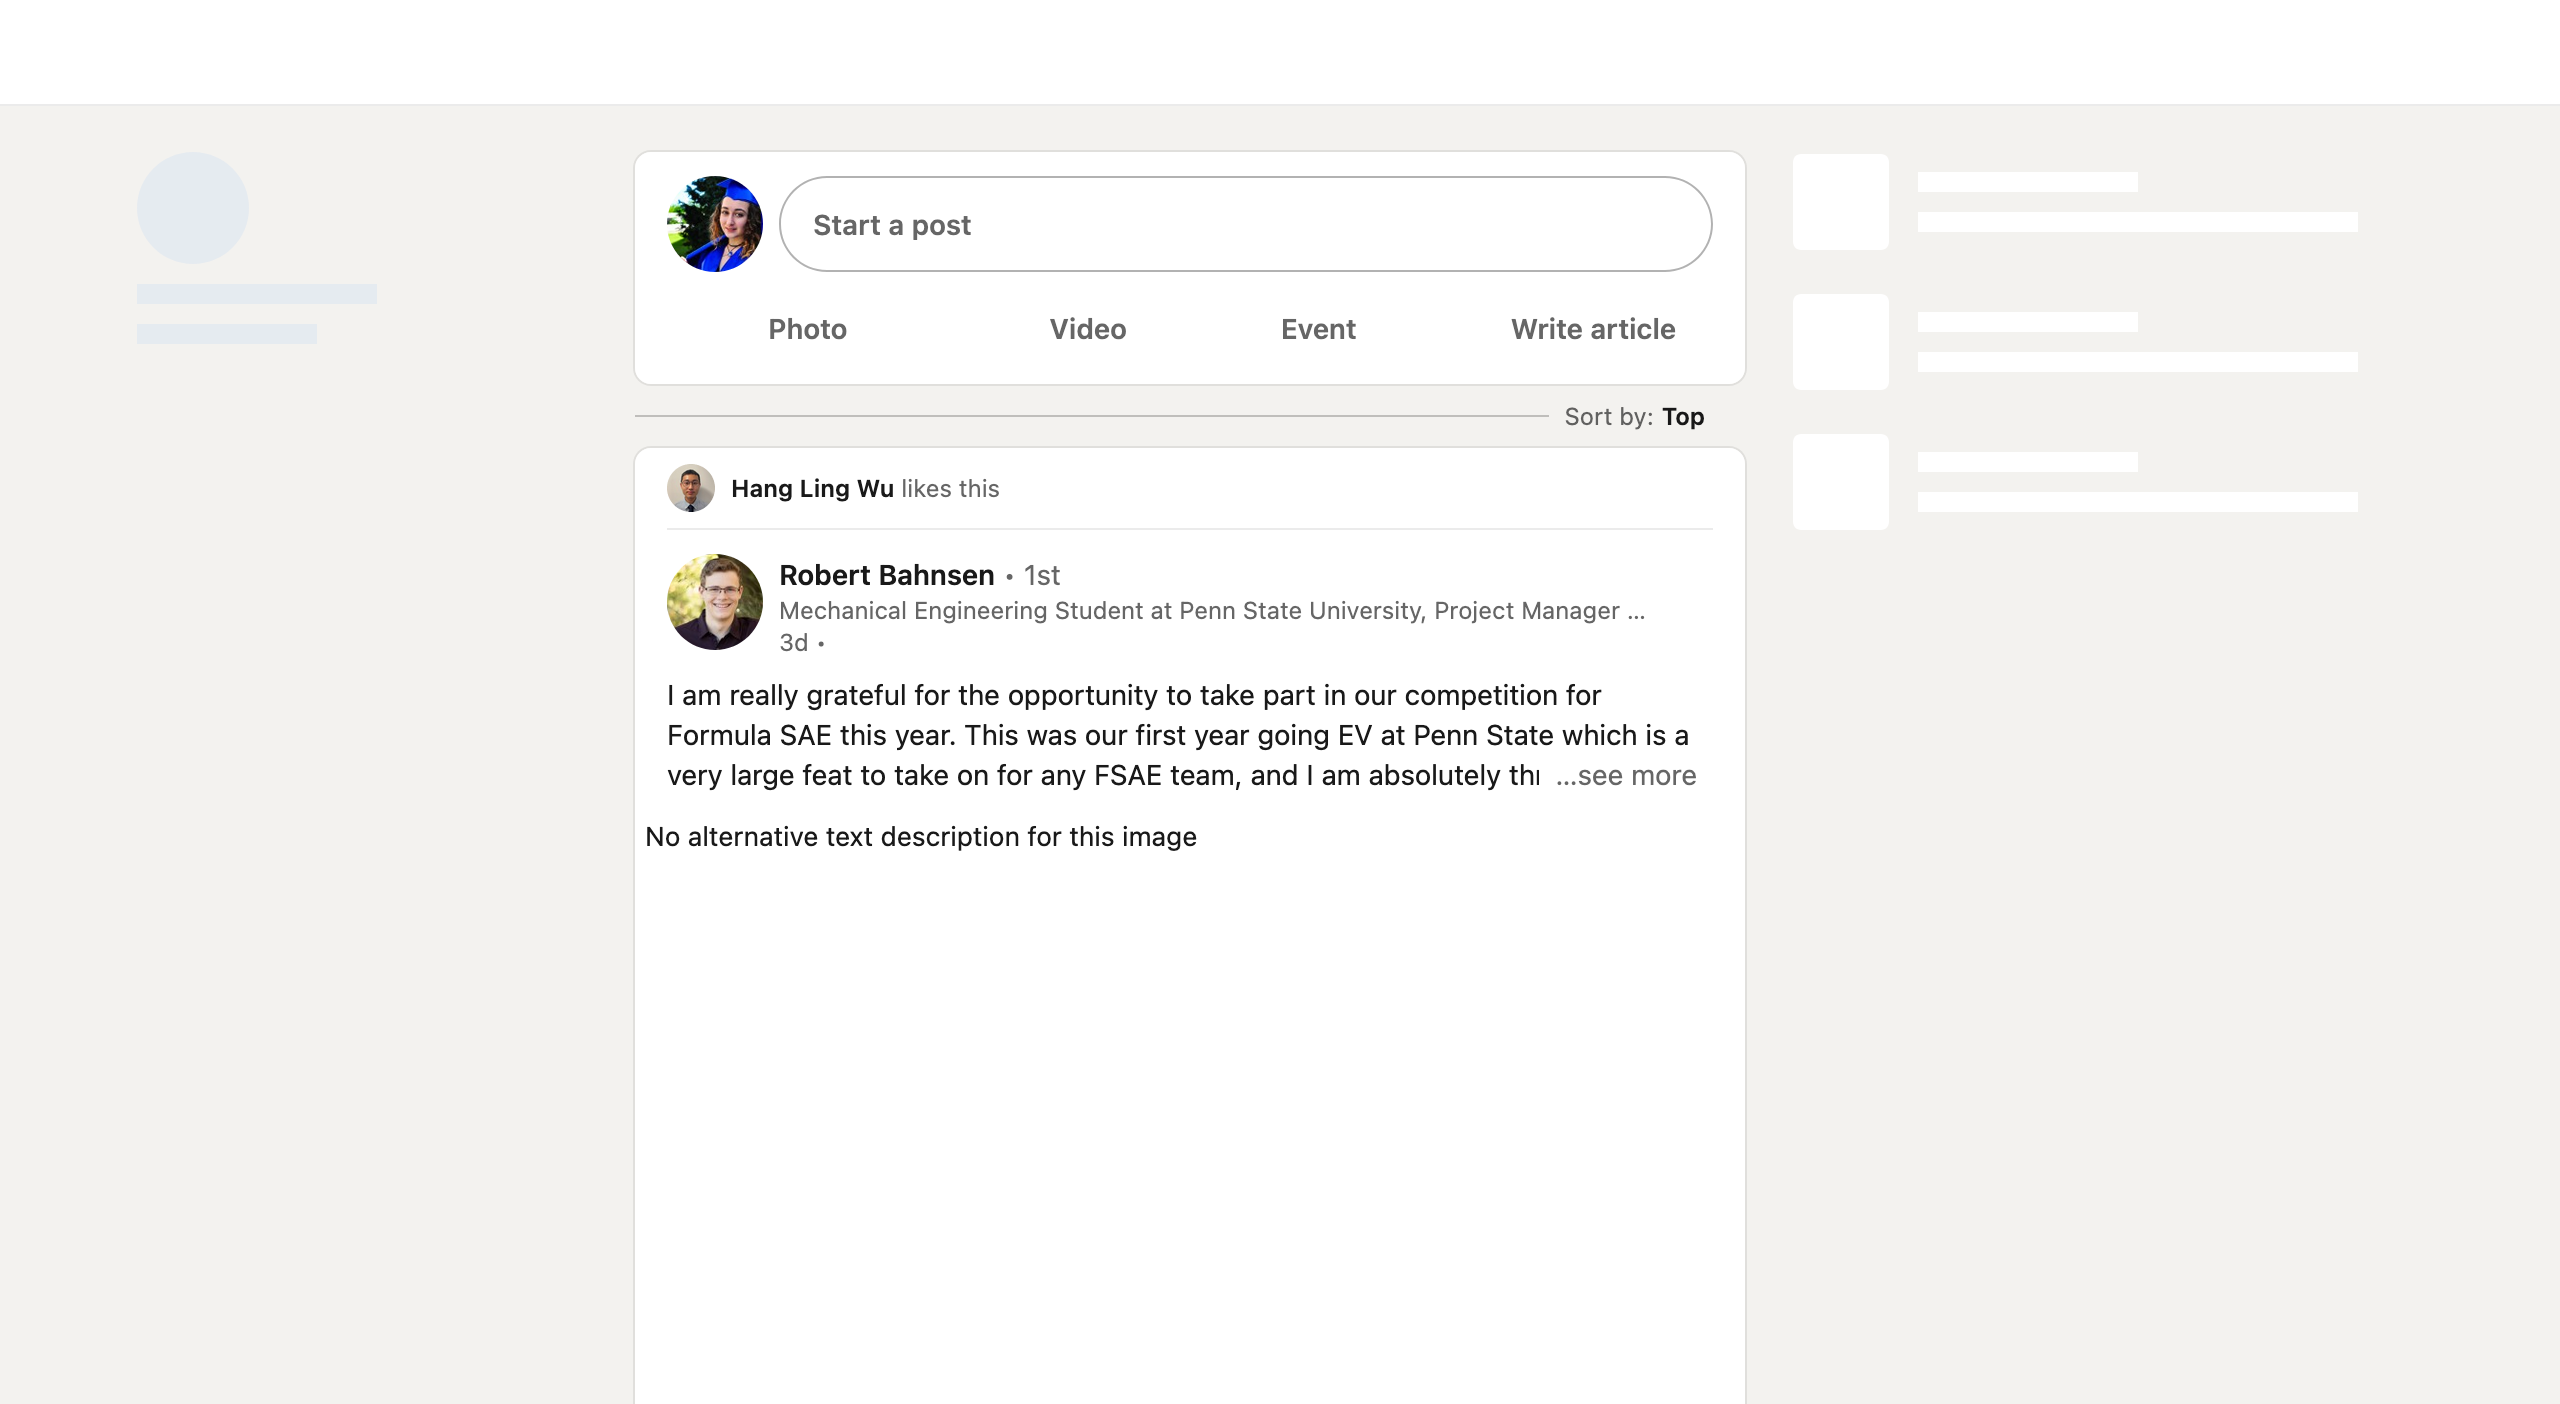 Start a post
Photo
Video
Event
Write article
Sort by: Top
Hang Ling Wu likes this
Robert Bahnsen • 1st
Mechanical Engineering Student at Penn State University, Project Manager ...
3d •
I am really grateful for the opportunity to take part in our competition for
Formula SAE this year. This was our first year going EV at Penn State which is a
very large feat to take on for any FSAE team, and I am absolutely ...see more
No alternative text description for this image